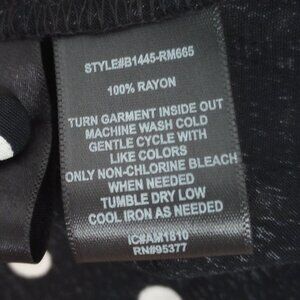 STYLE#B1445-RM665
100% RAYON
TURN GARMENT INSIDE OUT
MACHINE WASH COLD
GENTLE CYCLE WITH
LIKE COLORS
ONLY NON-CHLORINE BLEACH
WHEN NEEDED
TUMBLE DRY LOW
COOL IRON AS NEEDED
IC#AM1810
RN#95377